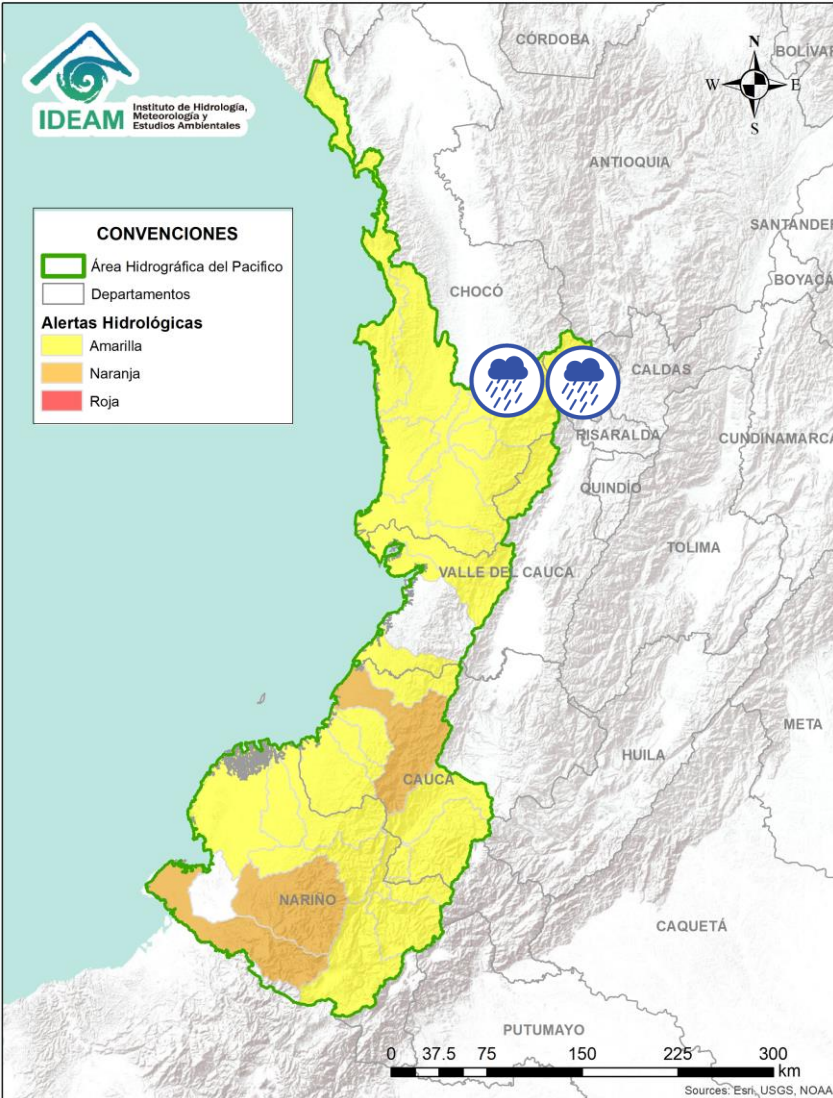 IDEAM
Instituto de Hidrología,
Meteorología y
Estudios Ambientales
CÓRDOBA
BOLÍVAR
N
W
E
S
ANTIOQUIA
SANTANDER
BOYACÁ
CONVENCIONES
Área Hidrográfica del Pacifico
Departamentos
Alertas Hidrológicas
Amarilla
Naranja
Roja
CHOCÓ
CALDAS
RISARALDA
CUNDINAMARCA
QUINDÍO
TOLIMA
VALLE DEL CAUCA
META
HUILA
CAUCA
NARIÑO
CAQUETÁ
PUTUMAYO
0 37.5 75 150 225 300
km
Sources: Esri, USGS, NOAA